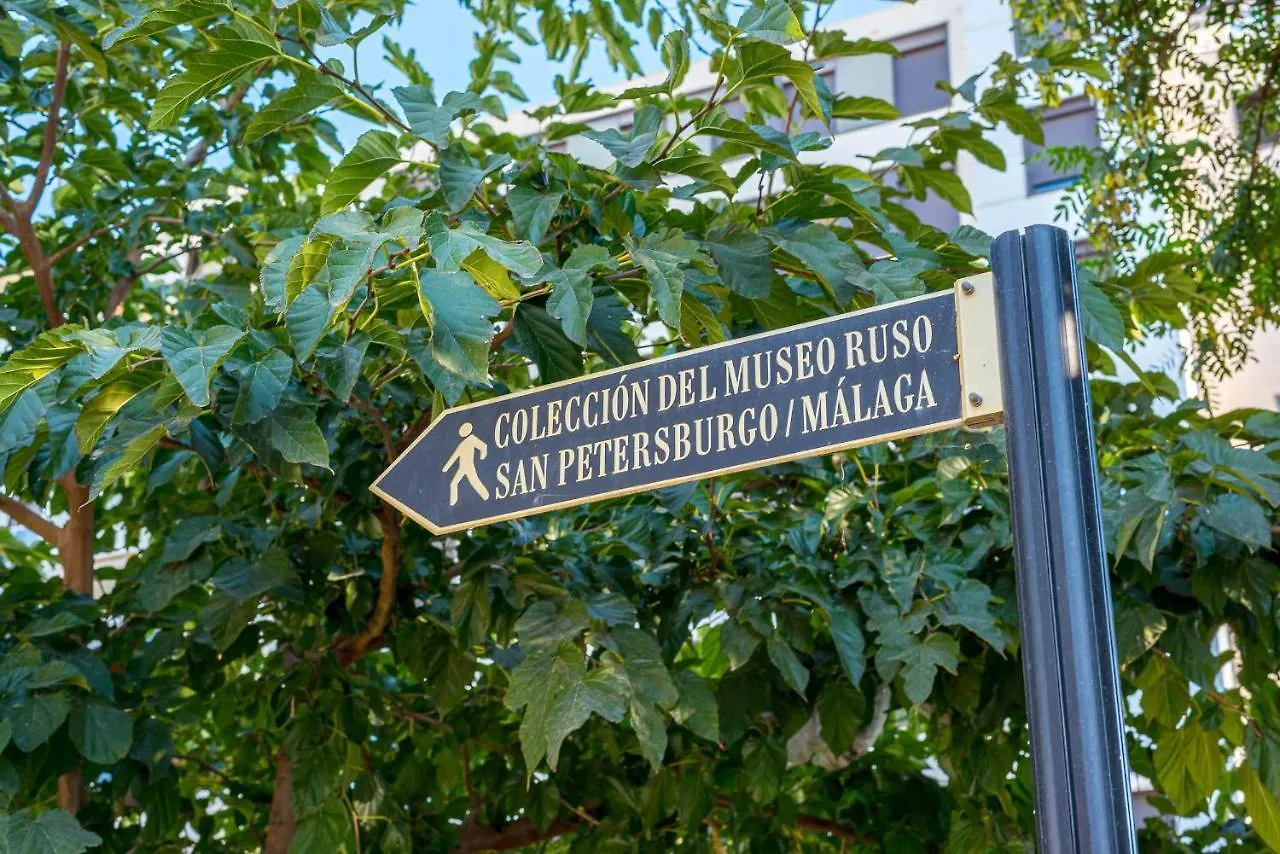 COLECCIÓN DEL MUSEO RUSO
SAN PETERSBURGO / MÁLAGA